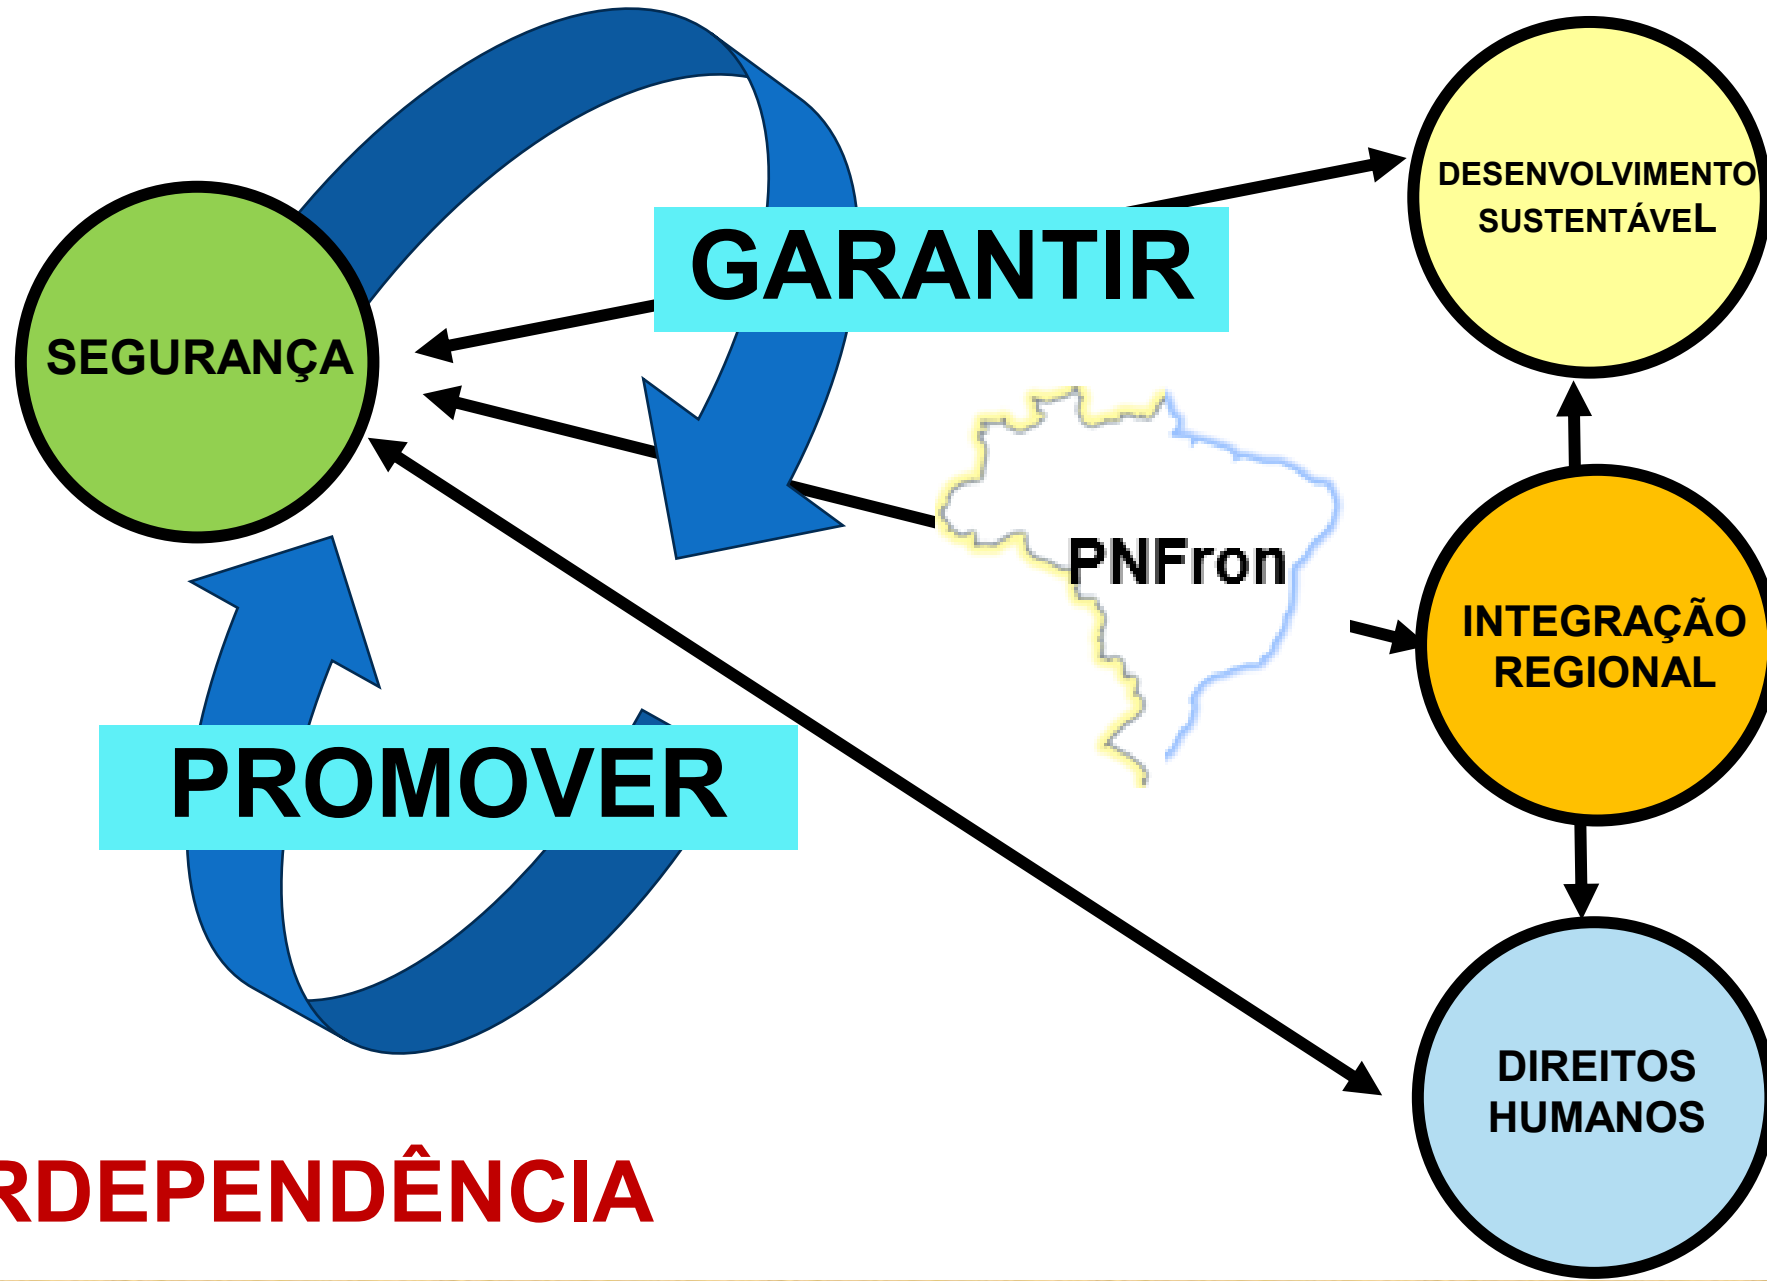 DESENVOLVIMENTO
SUSTENTÁVEL
GARANTIR
SEGURANÇA
PNFron
INTEGRAÇÃO
REGIONAL
PROMOVER
DIREITOS
HUMANOS
RDEPENDÊNCIA